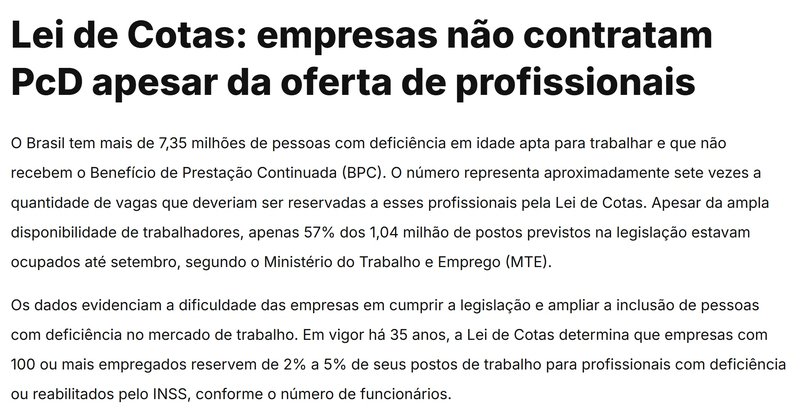 Lei de Cotas: empresas não contratam
PcD apesar da oferta de profissionais
O Brasil tem mais de 7,35 milhões de pessoas com deficiência em idade apta para trabalhar e que não
recebem o Benefício de Prestação Continuada (BPC). O número representa aproximadamente sete vezes a
quantidade de vagas que deveriam ser reservadas a esses profissionais pela Lei de Cotas. Apesar da ampla
disponibilidade de trabalhadores, apenas 57% dos 1,04 milhão de postos previstos na legislação estavam
ocupados até setembro, segundo o Ministério do Trabalho e Emprego (MTE).
Os dados evidenciam a dificuldade das empresas em cumprir a legislação e ampliar a inclusão de pessoas
com deficiência no mercado de trabalho. Em vigor há 35 anos, a Lei de Cotas determina que empresas com
100 ou mais empregados reservem de 2% a 5% de seus postos de trabalho para profissionais com deficiência
ou reabilitados pelo INSS, conforme o número de funcionários.